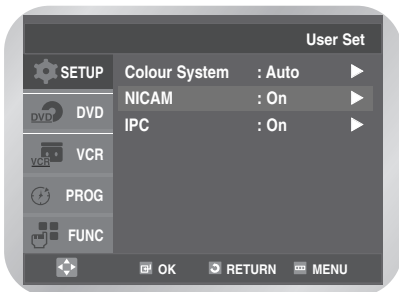 User Set
SETUP
DVD
VCR
PROG
FUNC
Colour System : Auto
NICAM : On
IPC : On
DVD
VCR
OK RETURN MENU